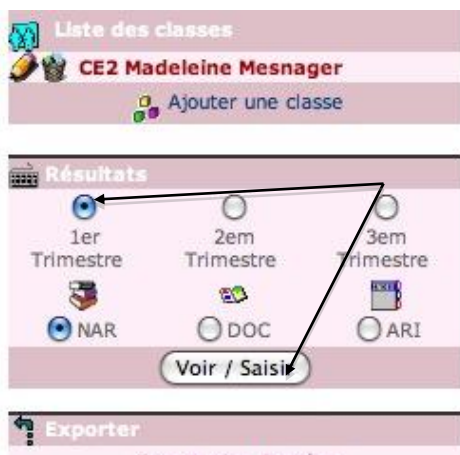 Liste des classes
CE2 Madeleine Mesnager
Ajouter une classe
Résultats
1er Trimestre
2em Trimestre
3em Trimestre
NAR DOC ARI
Voir / Saisir
Exporter